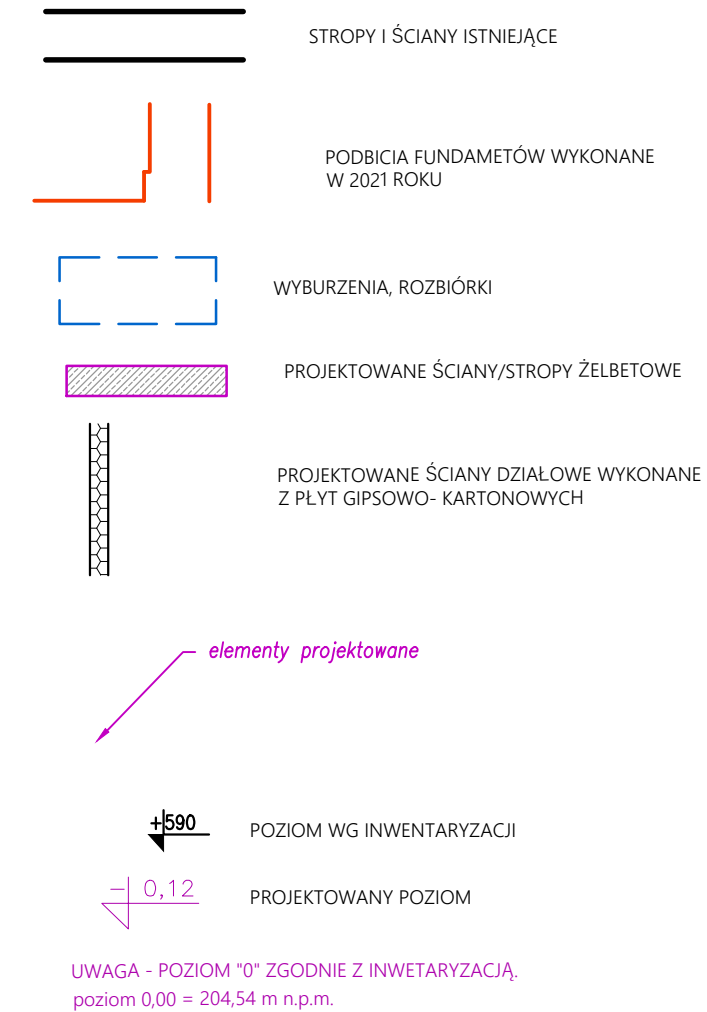 STROPY I ŚCIANY ISTNIEJĄCE
PODBICIA FUNDAMETÓW WYKONANE
W 2021 ROKU
WYBURZENIA, ROZBIÓRKI
PROJEKTOWANE ŚCIANY/STROPY ŻELBETOWE
PROJEKTOWANE ŚCIANY DZIAŁOWE WYKONANE
Z PŁYT GIPSOWO- KARTONOWYCH
elementy projektowane
+590
POZIOM WG INWENTARYZACJI
- 0,12
PROJEKTOWANY POZIOM
UWAGA - POZIOM "0" ZGODNIE Z INWETARYZACJĄ.
poziom 0,00 = 204,54 m n.p.m.